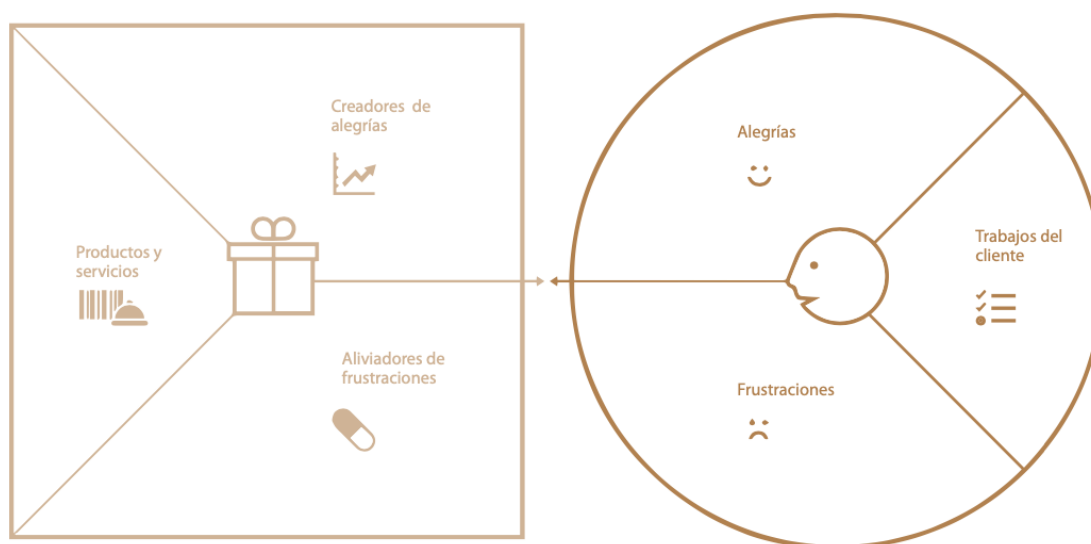 Creadores de
alegrías
Productos y
servicios
Aliviadores de
frustraciones
Alegrías
Trabajos del
cliente
Frustraciones